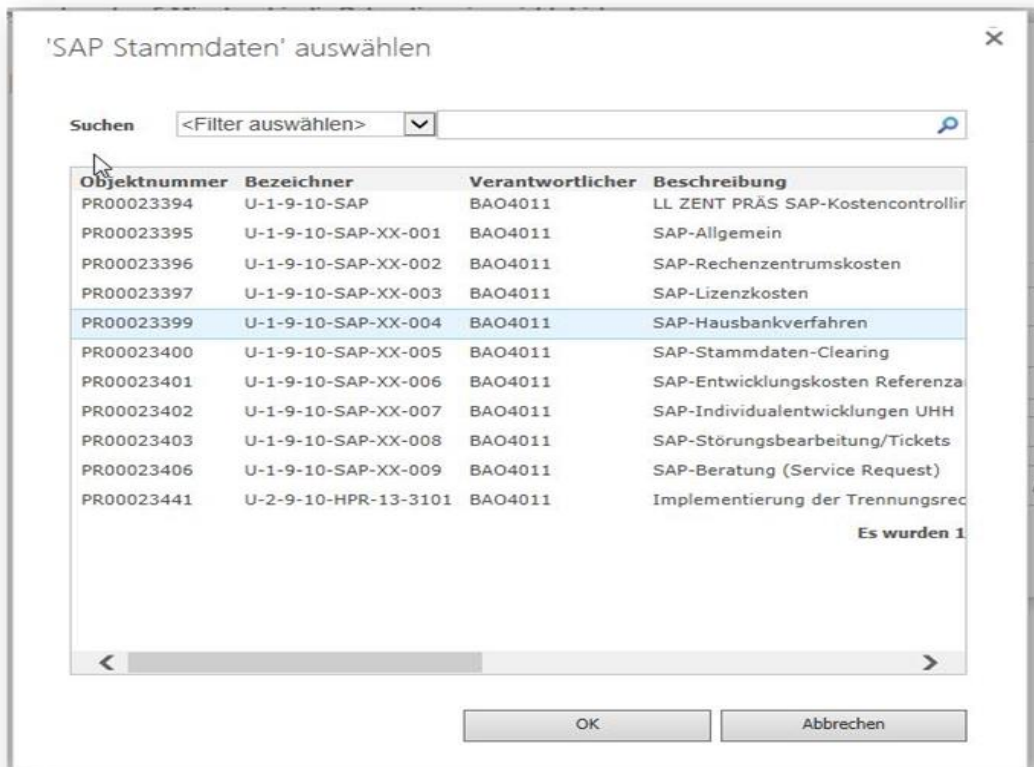 'SAP Stammdaten' auswählen
Suchen <Filter auswählen>
Objektnummer Bezeichner Verantwortlicher Beschreibung
PR00023394 U-1-9-10-SAP BAO4011 LL ZENT PRÄS SAP-Kostencontrollin
PR00023395 U-1-9-10-SAP-XX-001 BAO4011 SAP-Allgemein
PR00023396 U-1-9-10-SAP-XX-002 BAO4011 SAP-Rechenzentrumskosten
PR00023397 U-1-9-10-SAP-XX-003 BAO4011 SAP-Lizenzkosten
PR00023399 U-1-9-10-SAP-XX-004 BAO4011 SAP-Hausbankverfahren
PR00023400 U-1-9-10-SAP-XX-005 BAO4011 SAP-Stammdaten-Clearing
PR00023401 U-1-9-10-SAP-XX-006 BAO4011 SAP-Entwicklungskosten Referenza
PR00023402 U-1-9-10-SAP-XX-007 BAO4011 SAP-Individualentwicklungen UHH
PR00023403 U-1-9-10-SAP-XX-008 BAO4011 SAP-Störungsbearbeitung/Tickets
PR00023406 U-1-9-10-SAP-XX-009 BAO4011 SAP-Beratung (Service Request)
PR00023441 U-2-9-10-HPR-13-3101 BAO4011 Implementierung der Trennungsrec
Es wurden 1
OK Abbrechen